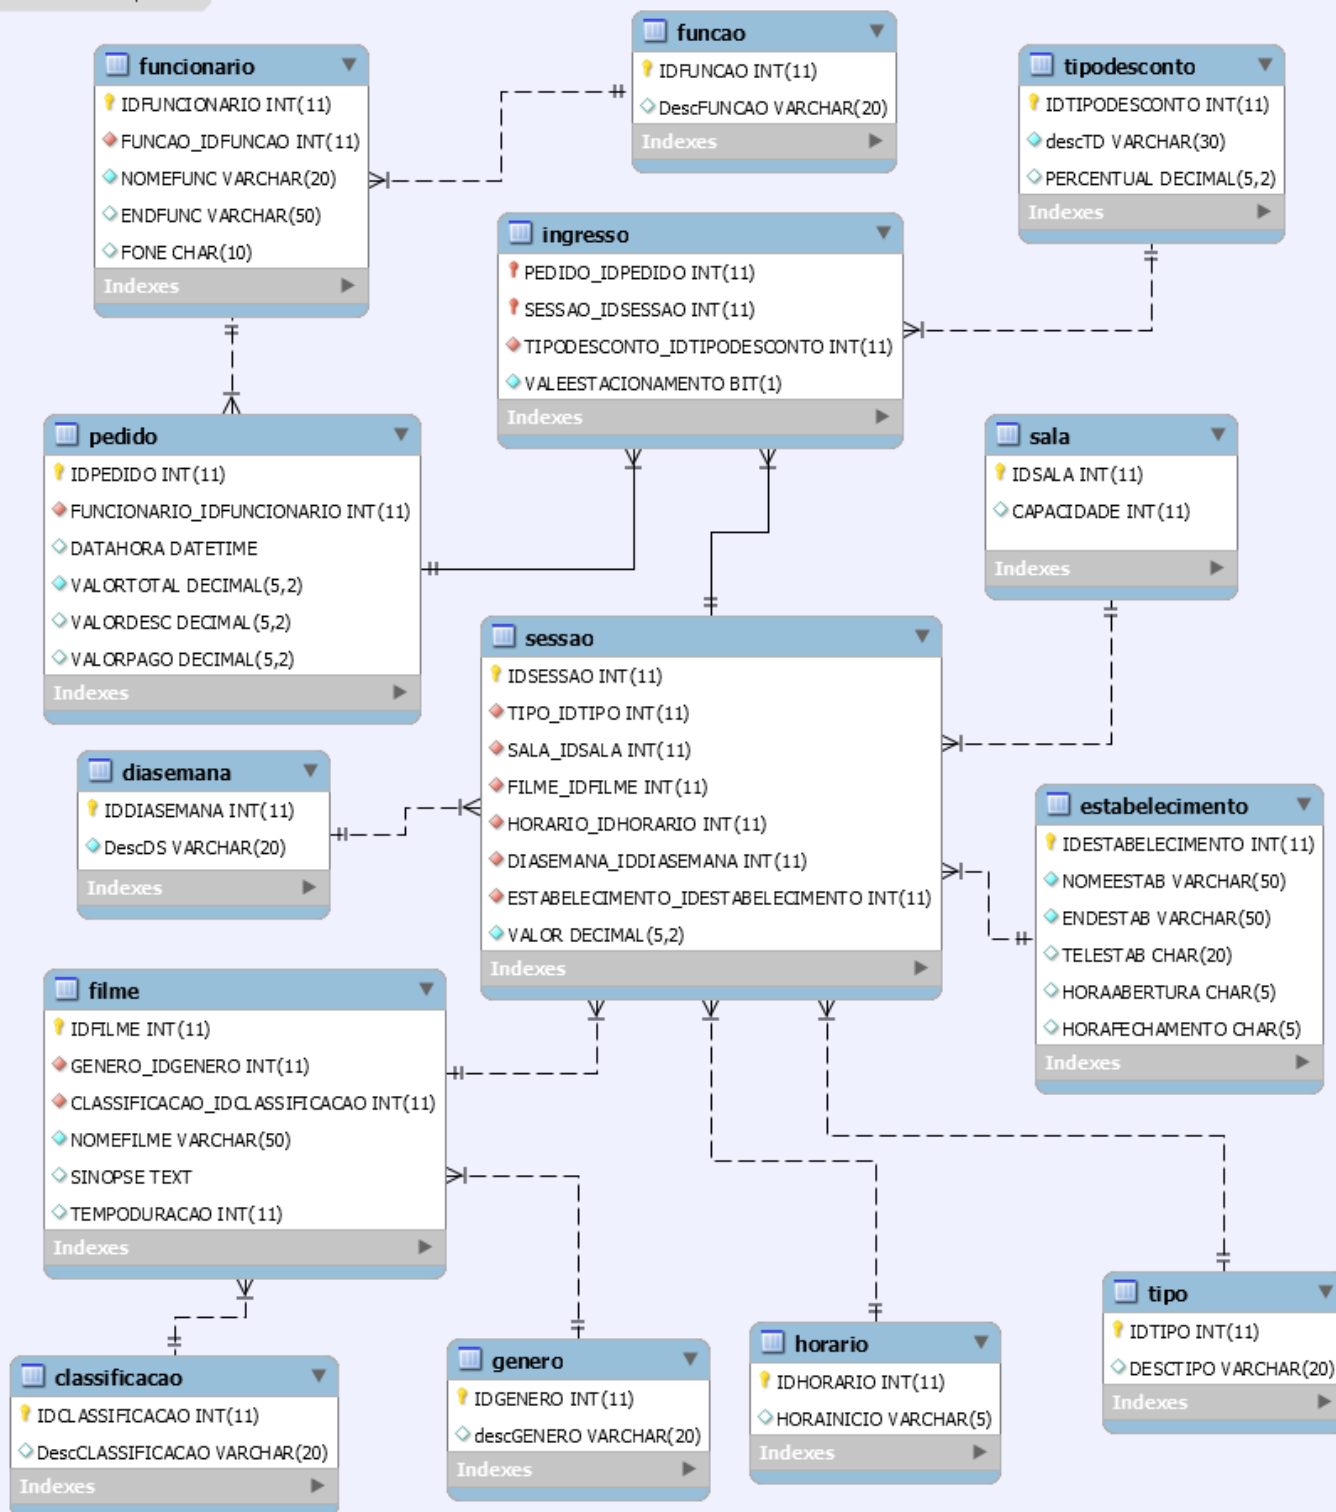 funcionario
IDFUNCIONARIO INT(11)
FUNCAO_IDFUNCAO INT(11)
NOMEFUNC VARCHAR(20)
ENDFUNC VARCHAR(50)
FONE CHAR(10)
Indexes
funcao
IDFUNCAO INT(11)
DescFUNCAO VARCHAR(20)
Indexes
tipodesconto
IDTIPODESCONTO INT(11)
descTD VARCHAR(30)
PERCENTUAL DECIMAL(5,2)
Indexes
ingresso
PEDIDO_IDPEDIDO INT(11)
SESSAO_IDSESSAO INT(11)
TIPODESCONTO_IDTIPODESCONTO INT(11)
VALEESTACIONAMENTO BIT(1)
Indexes
pedido
IDPEDIDO INT(11)
FUNCIONARIO_IDFUNCIONARIO INT(11)
DATAHORA DATETIME
VALORTOTAL DECIMAL(5,2)
VALORDESC DECIMAL(5,2)
VALORPAGO DECIMAL(5,2)
Indexes
sala
IDSALA INT(11)
CAPACIDADE INT(11)
Indexes
sessao
IDSESSAO INT(11)
TIPO_IDTIPO INT(11)
SALA_IDSALA INT(11)
FILME_IDFILME INT(11)
HORARIO_IDHORARIO INT(11)
DIASEMANA_IDDIASEMANA INT(11)
ESTABELECIMENTO_IDESTABELECIMENTO INT(11)
VALOR DECIMAL(5,2)
Indexes
diasemana
IDDIASEMANA INT(11)
DescDS VARCHAR(20)
Indexes
estabelecimento
IDESTABELECIMENTO INT(11)
NOMEESTAB VARCHAR(50)
ENDESTAB VARCHAR(50)
TELESTAB CHAR(20)
HORAABERTURA CHAR(5)
HORAFECHAMENTO CHAR(5)
Indexes
filme
IDFILME INT(11)
GENERO_IDGENERO INT(11)
CLASSIFICACAO_IDCLASSIFICACAO INT(11)
NOMEFILME VARCHAR(50)
SINOPSE TEXT
TEMPODURACAO INT(11)
Indexes
classificacao
IDCLASSIFICACAO INT(11)
DescCLASSIFICACAO VARCHAR(20)
Indexes
genero
IDGENERO INT(11)
descGENERO VARCHAR(20)
Indexes
horario
IDHORARIO INT(11)
HORAINICIO VARCHAR(5)
Indexes
tipo
IDTIPO INT(11)
DESCTIPO VARCHAR(20)
Indexes